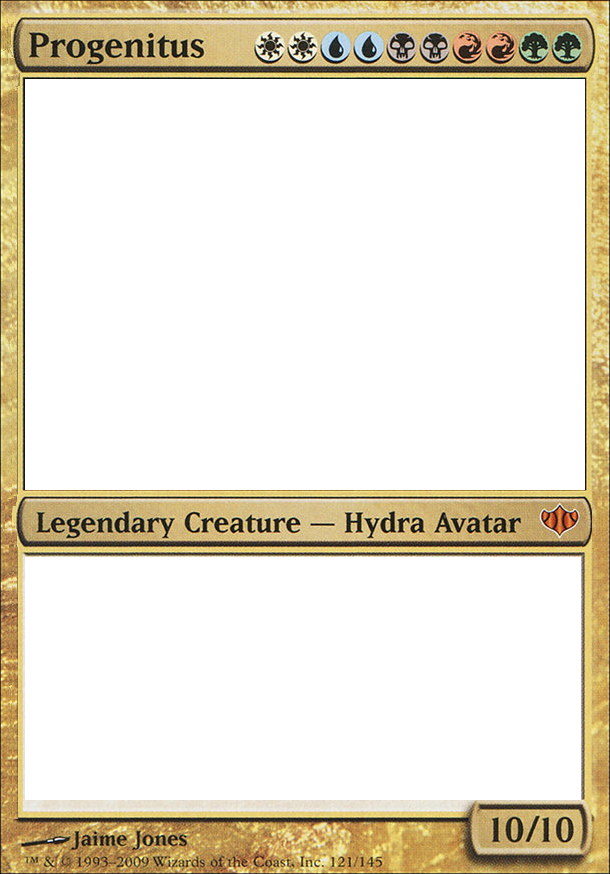 Progenitus
Legendary Creature — Hydra Avatar
10/10
Jaime Jones
™ & © 1993–2009 Wizards of the Coast, Inc. 121/145